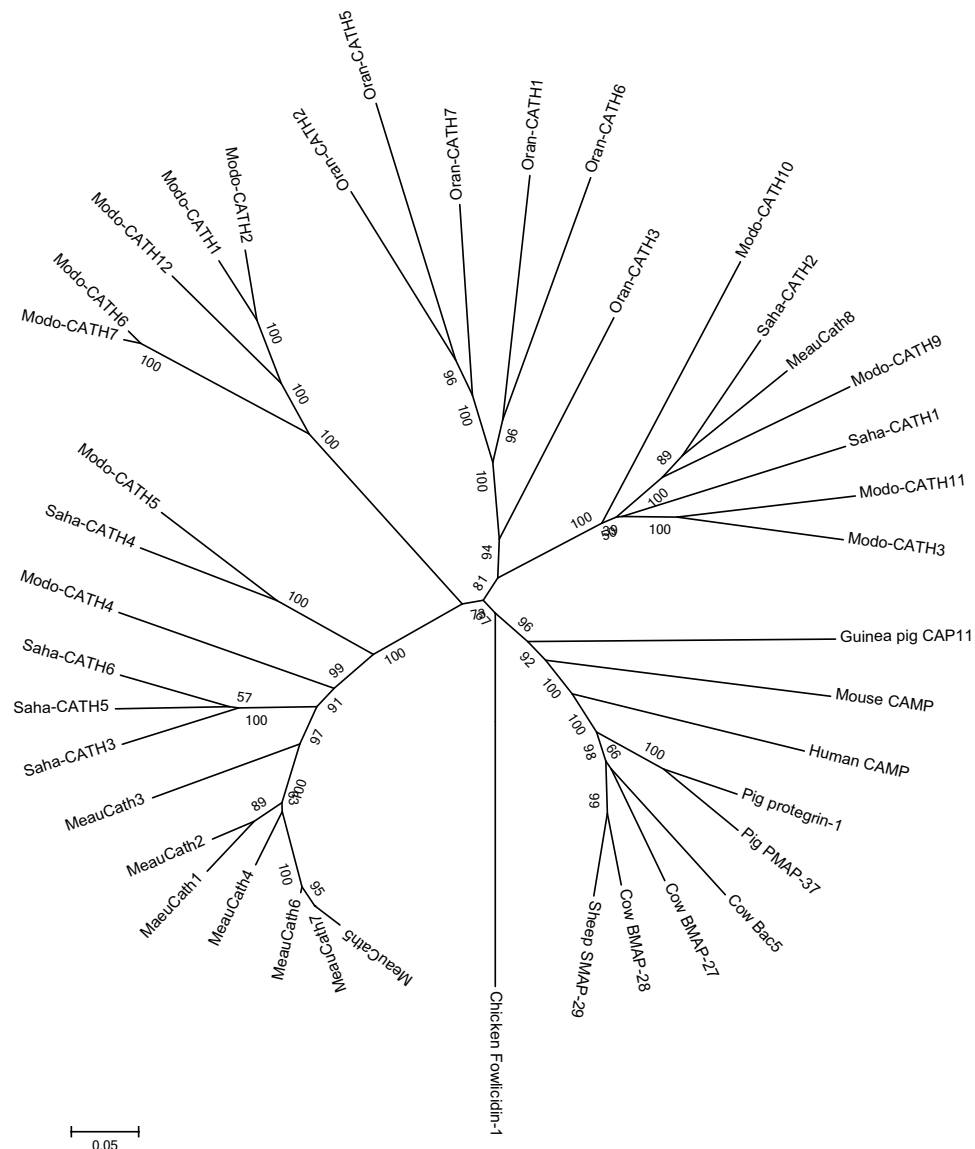 Oran-CATH5
Oran-CATH2
Oran-CATH7
Oran-CATH1
Oran-CATH6
Oran-CATH3
Modo-CATH10
Saha-CATH2
MeauCath8
Modo-CATH9
Saha-CATH1
Modo-CATH11
Modo-CATH3
Guinea pig CAP11
Mouse CAMP
Human CAMP
Pig protegrin-1
Pig PMAP-37
Cow Bac5
Cow BMAP-27
Cow BMAP-28
Sheep SMAP-29
Chicken Fowlicidin-1
MeauCath5
MeauCath7
MeauCath6
MeauCath4
MaeuCath1
MeauCath2
MeauCath3
Saha-CATH3
Saha-CATH5
Saha-CATH6
Modo-CATH4
Saha-CATH4
Modo-CATH5
Modo-CATH7
Modo-CATH6
Modo-CATH12
Modo-CATH1
Modo-CATH2
100
100
100
100
96
100
96
100
94
81
100
89
100
100
96
92
100
100
98
66
100
99
100
99
91
57
100
97
100
89
100
95
0.05